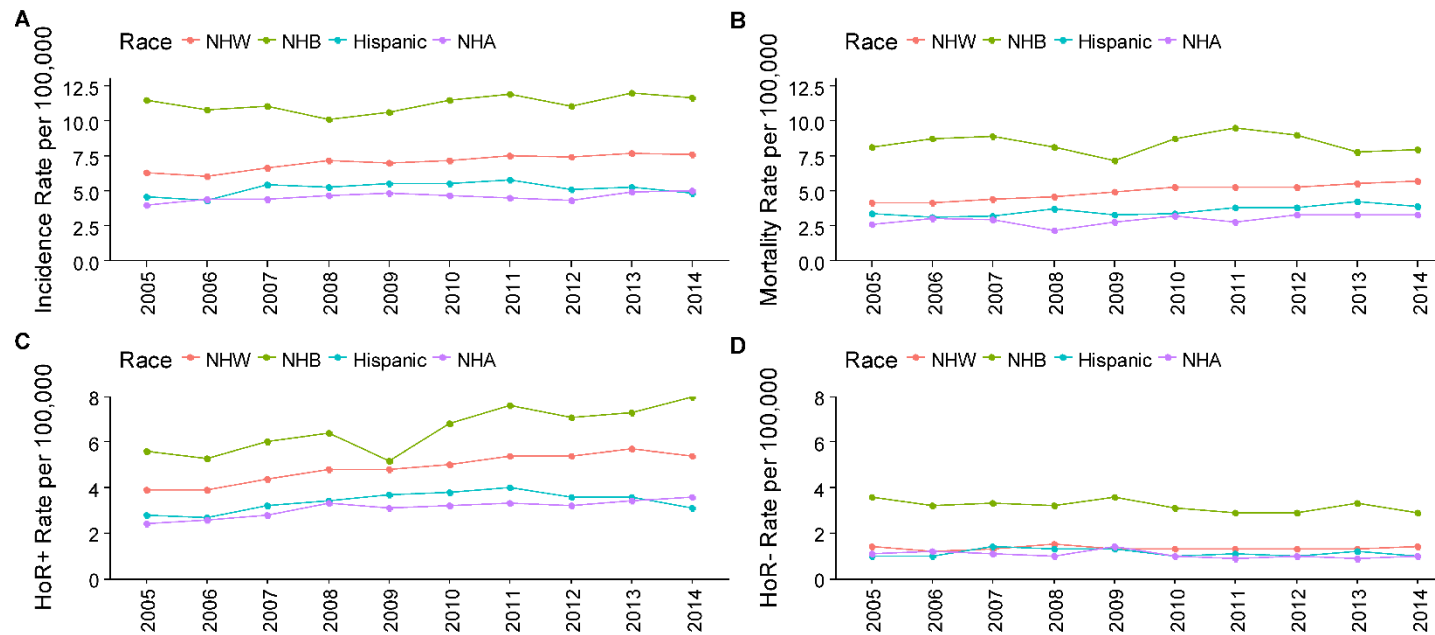 A
Race NHW NHB Hispanic NHA
Incidence Rate per 100,000
12.5
10.0
7.5
5.0
2.5
0.0
2005 2006 2007 2008 2009 2010 2011 2012 2013 2014
B
Race NHW NHB Hispanic NHA
Mortality Rate per 100,000
12.5
10.0
7.5
5.0
2.5
0.0
2005 2006 2007 2008 2009 2010 2011 2012 2013 2014
C
Race NHW NHB Hispanic NHA
HoR+ Rate per 100,000
8
6
4
2
0
2005 2006 2007 2008 2009 2010 2011 2012 2013 2014
D
Race NHW NHB Hispanic NHA
HoR- Rate per 100,000
8
6
4
2
0
2005 2006 2007 2008 2009 2010 2011 2012 2013 2014